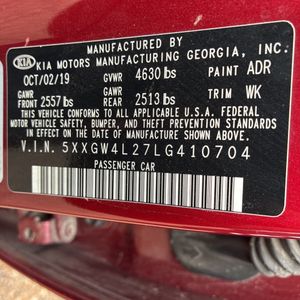 KIA
MANUFACTURED BY
KIA MOTORS MANUFACTURING GEORGIA, INC.
OCT/02/19 GVWR 4630 lbs PAINT ADR
GAWR GAWR
FRONT 2557 lbs REAR 2513 lbs TRIM WK
THIS VEHICLE CONFORMS TO ALL APPLICABLE U.S. FEDERAL
MOTOR VEHICLE SAFETY, BUMPER, AND THEFT PREVENTION STANDARDS
IN EFFECT ON THE DATE OF MANUFACTURE SHOWN ABOVE.
V.I.N. 5XXGW4L27LG410704
PASSENGER CAR